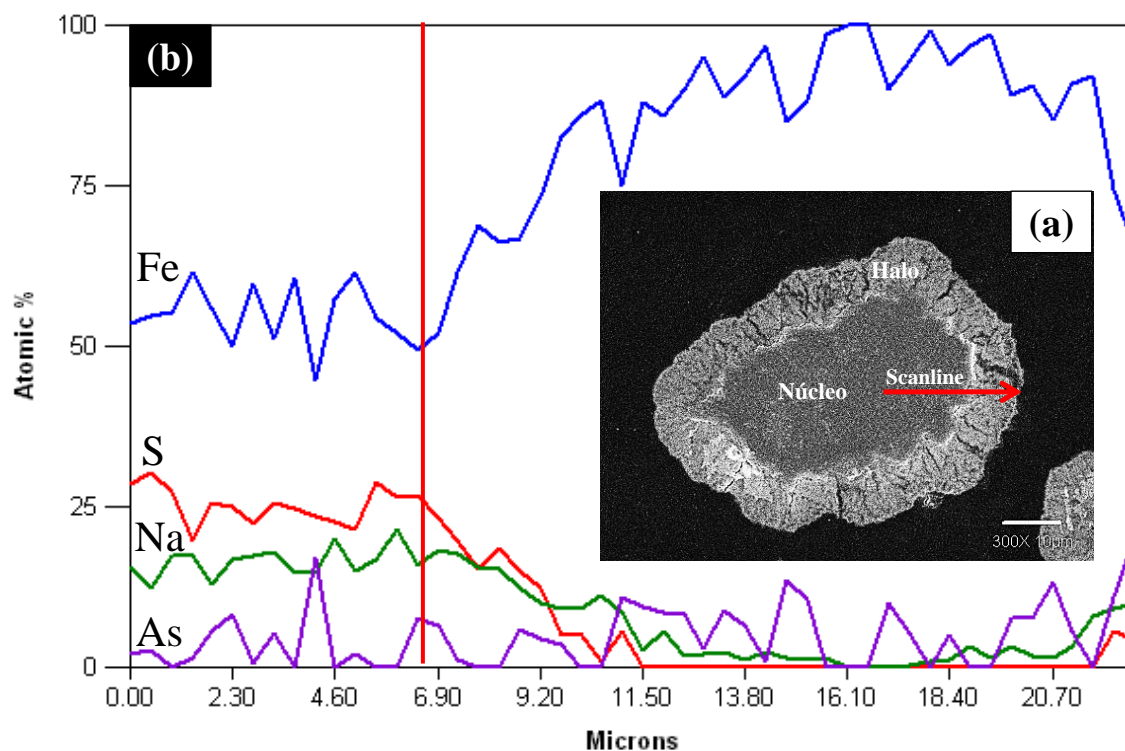 100
(b)
75
(a)
Halo
Fe
Atomic %
50
Núcleo
Scanline
S
25
Na
300X 10µm
As
0
0.00 2.30 4.60 6.90 9.20 11.50 13.80 16.10 18.40 20.70
Microns